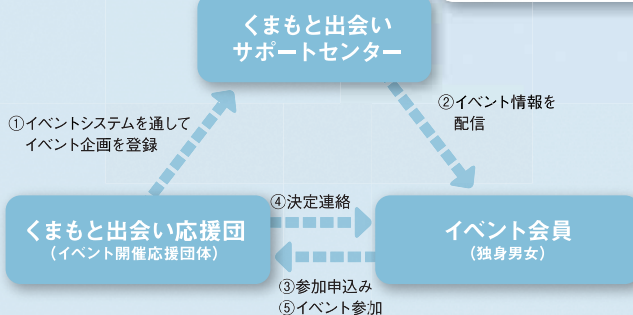 くまもと出会い
サポートセンター
①イベントシステムを通して
イベント企画を登録
②イベント情報を
配信
くまもと出会い応援団
（イベント開催応援団体）
④決定連絡
イベント会員
（独身男女）
③参加申込み
⑤イベント参加